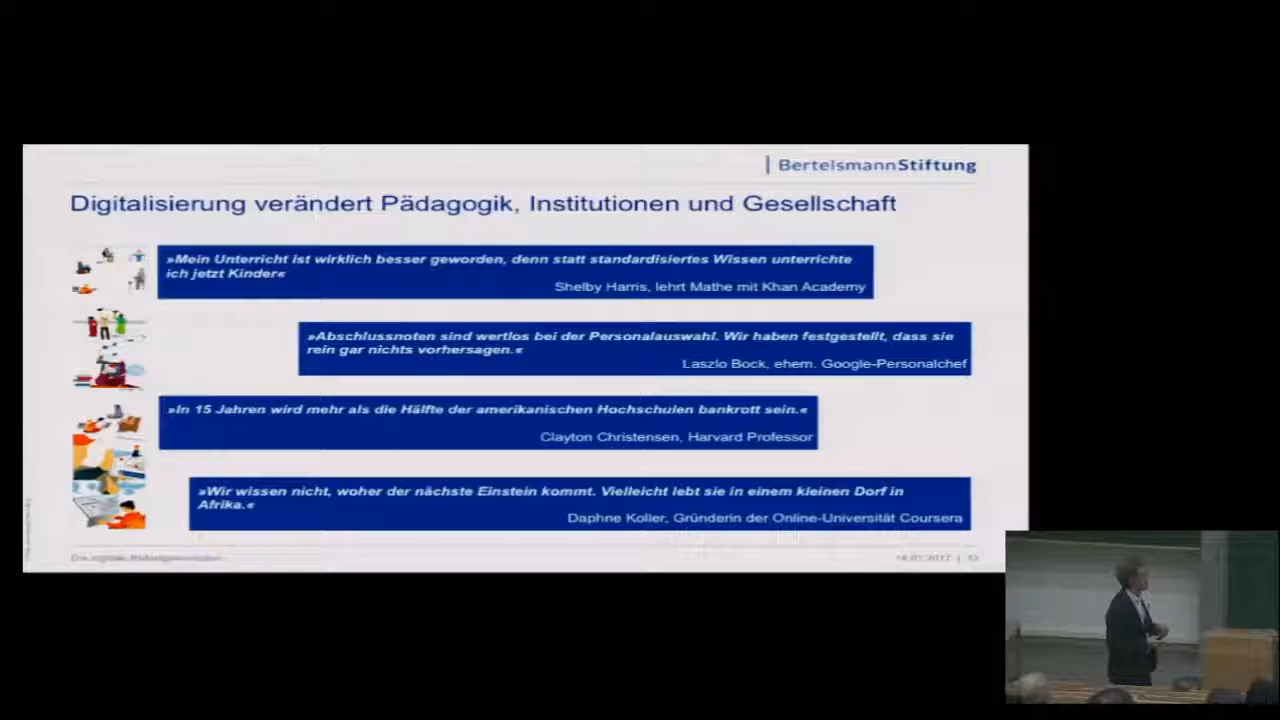 BertelsmannStiftung
Digitalisierung verändert Pädagogik, Institutionen und Gesellschaft
»Mein Unterricht ist wirklich besser geworden, denn statt standardisiertes Wissen unterrichte
ich jetzt Kinder«
Shelby Harris, lehrt Mathe mit Khan Academy
»Abschlussnoten sind wertlos bei der Personalauswahl. Wir haben festgestellt, dass sie
rein gar nichts vorhersagen.«
Laszlo Bock, ehem. Google-Personalchef
»In 15 Jahren wird mehr als die Hälfte der amerikanischen Hochschulen bankrott sein.«
Clayton Christensen, Harvard Professor
»Wir wissen nicht, woher der nächste Einstein kommt. Vielleicht lebt sie in einem kleinen Dorf in
Afrika.«
Daphne Koller, Gründerin der Online-Universität Coursera
Die digitale Bildungsrevolution